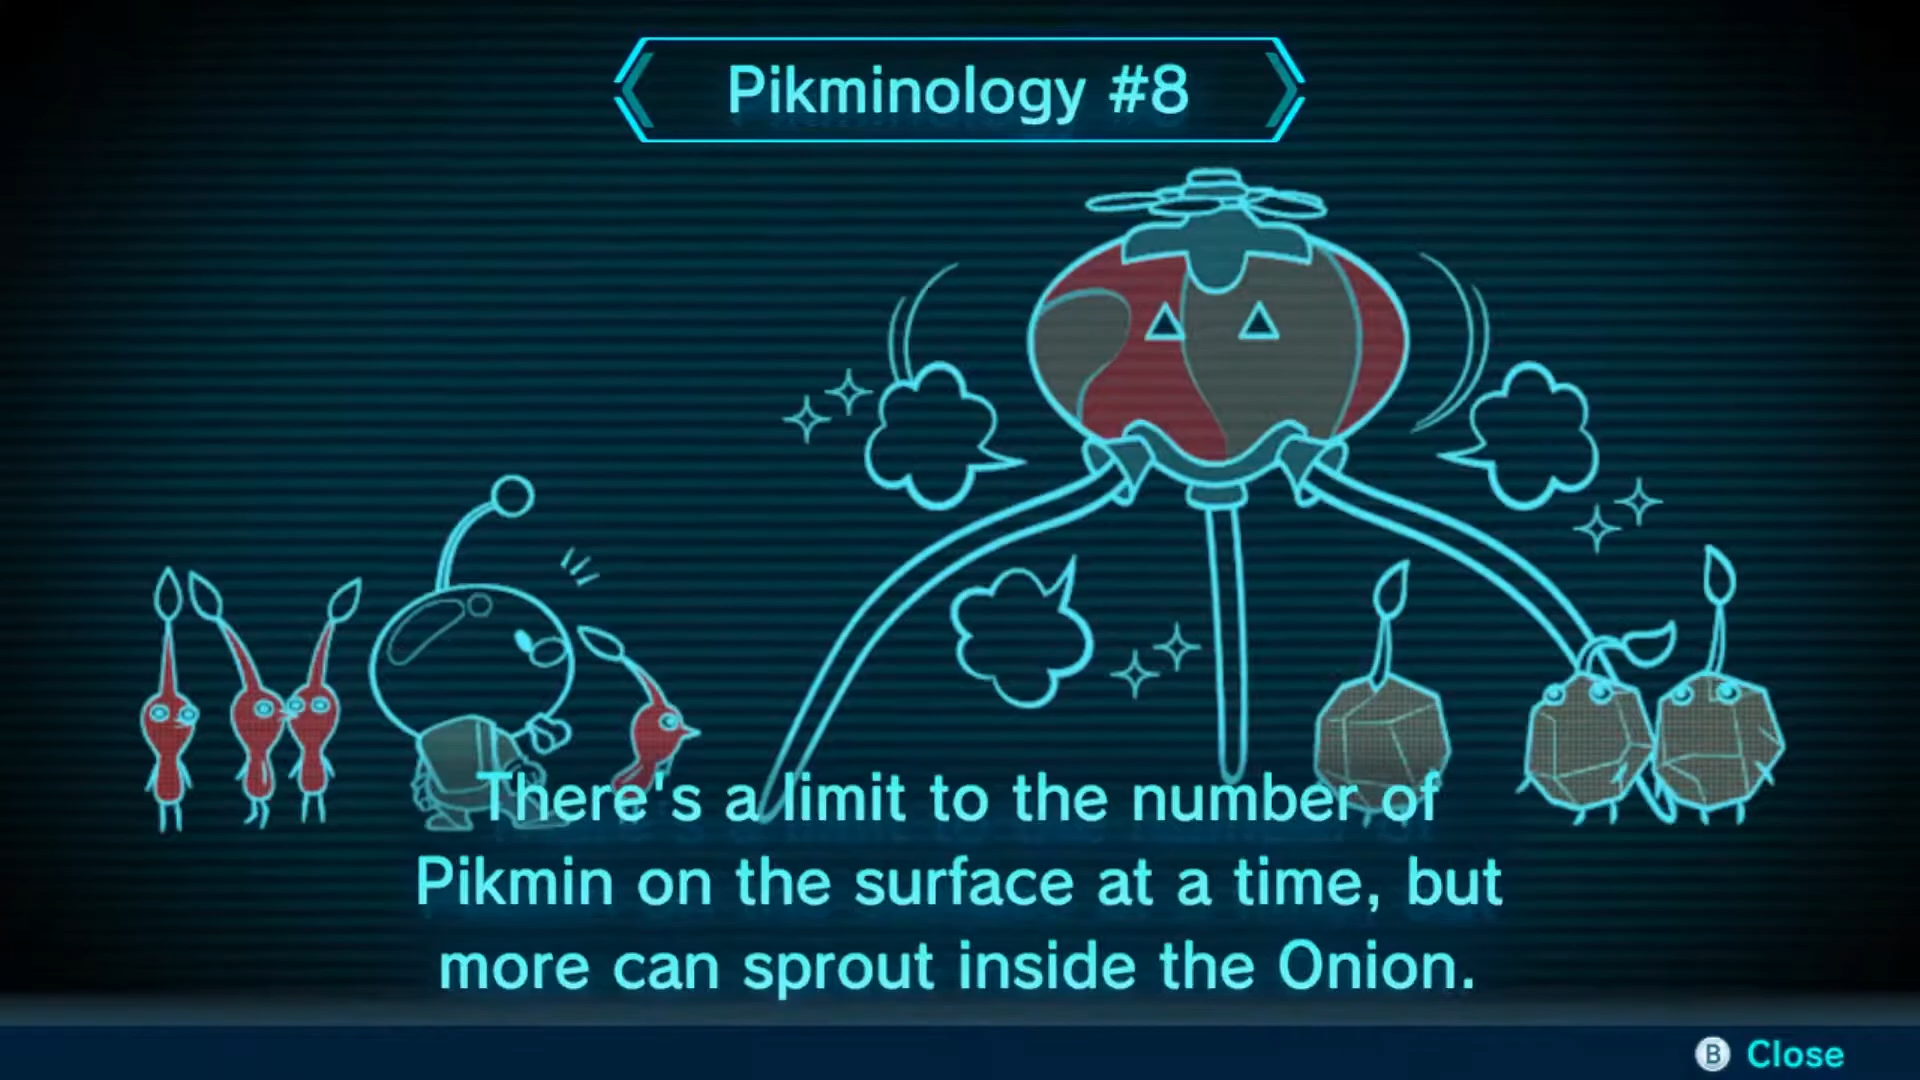 Pikminology #8
There's a limit to the number of
Pikmin on the surface at a time, but
more can sprout inside the Onion.
B Close